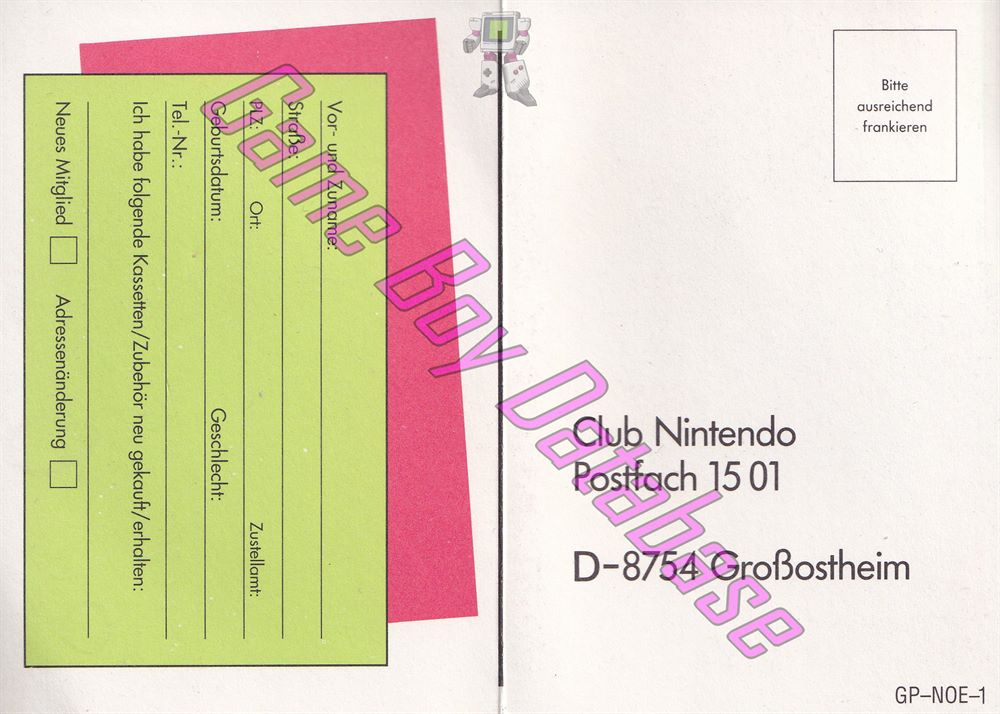 Vor- und Zuname:
Straße:
PLZ: Ort: Zustellamt:
Geburtsdatum: Geschlecht:
Tel.-Nr.:
Ich habe folgende Kassetten/Zubehör neu gekauft/erhalten:
Neues Mitglied Adressenänderung
Bitte
ausreichend
frankieren
Club Nintendo
Postfach 15 01
D-8754 Großostheim
GP-NOE-1
Game Boy Database